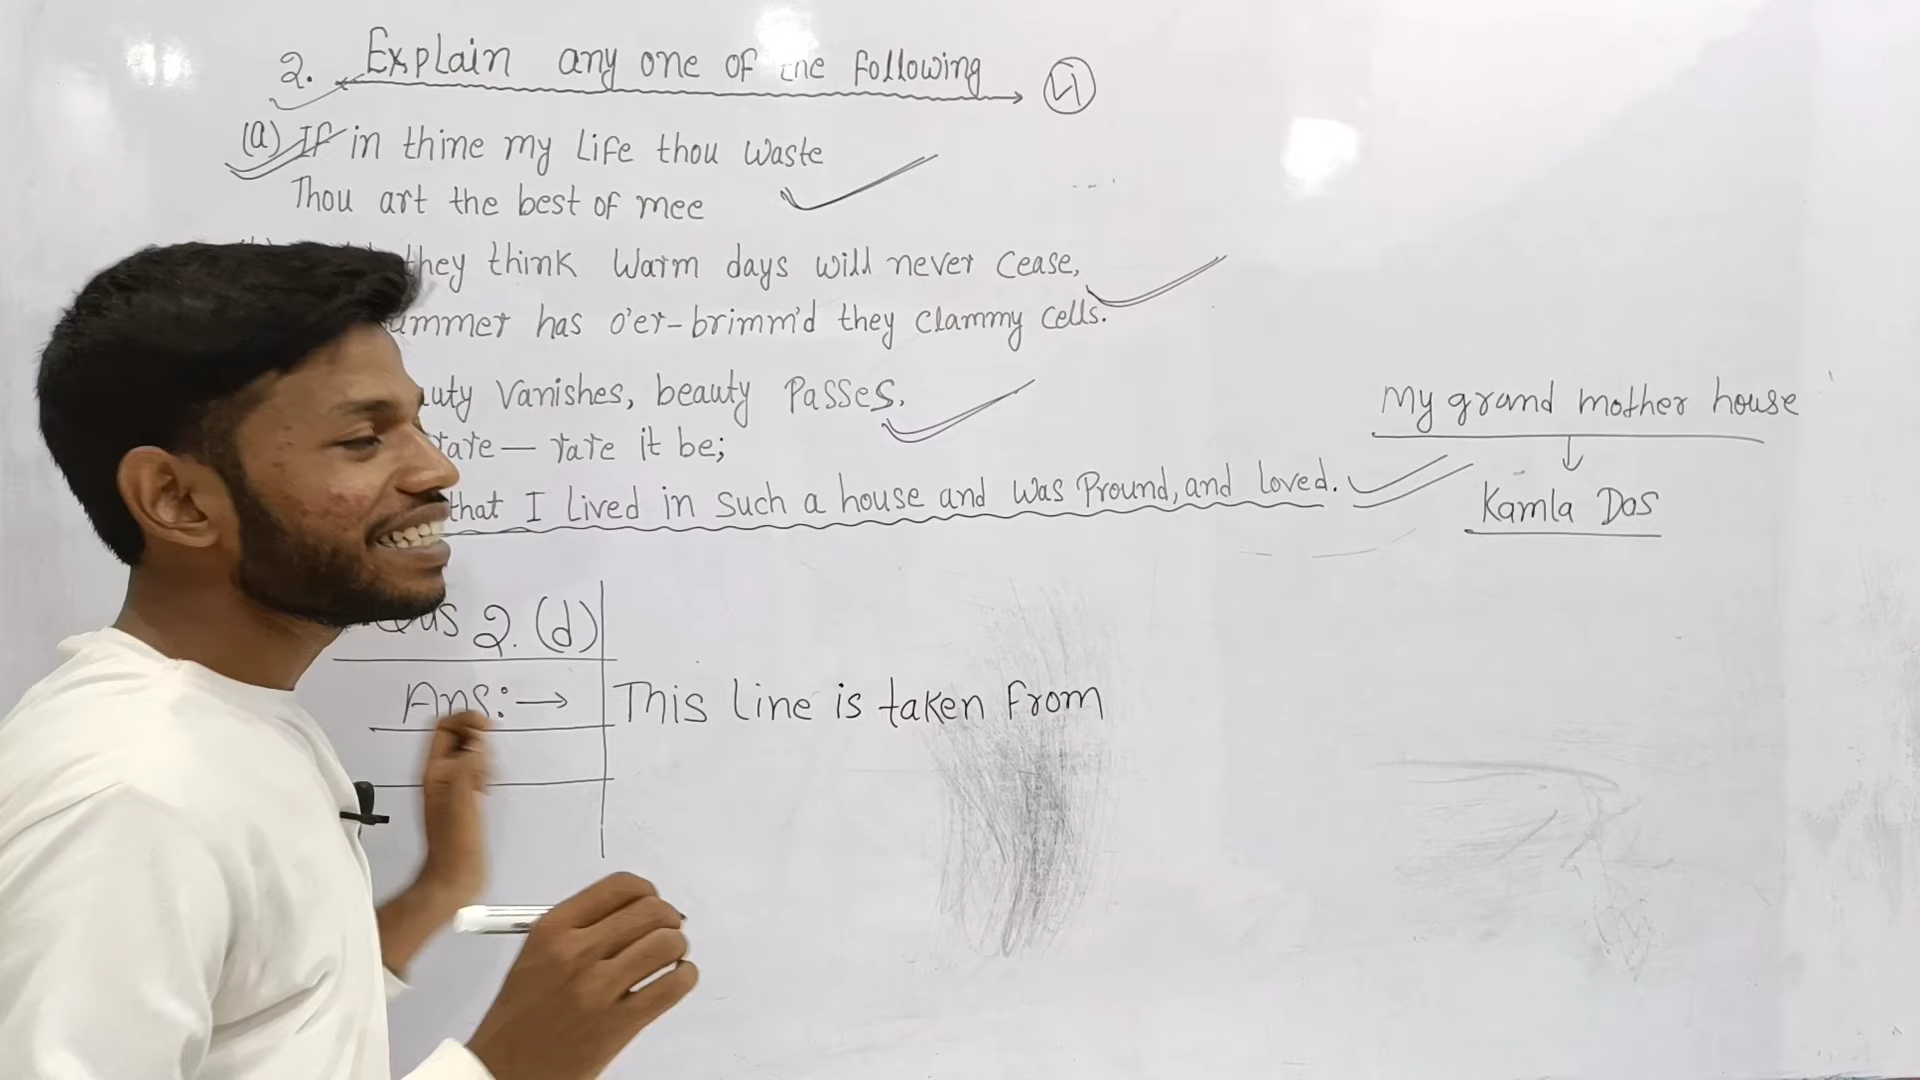 2. Explain any one of the following 4
(a) If in thine my Life thou waste
Thou art the best of mee
they think Warm days will never cease,
ummer has o'er-brimm'd they clammy cells.
auty Vanishes, beauty Passes,
rare — rare it be;
that I Lived in Such a house and was Pround, and loved.
My grand mother house
Kamla Das
2. (d)
Ans:→ This Line is taken from